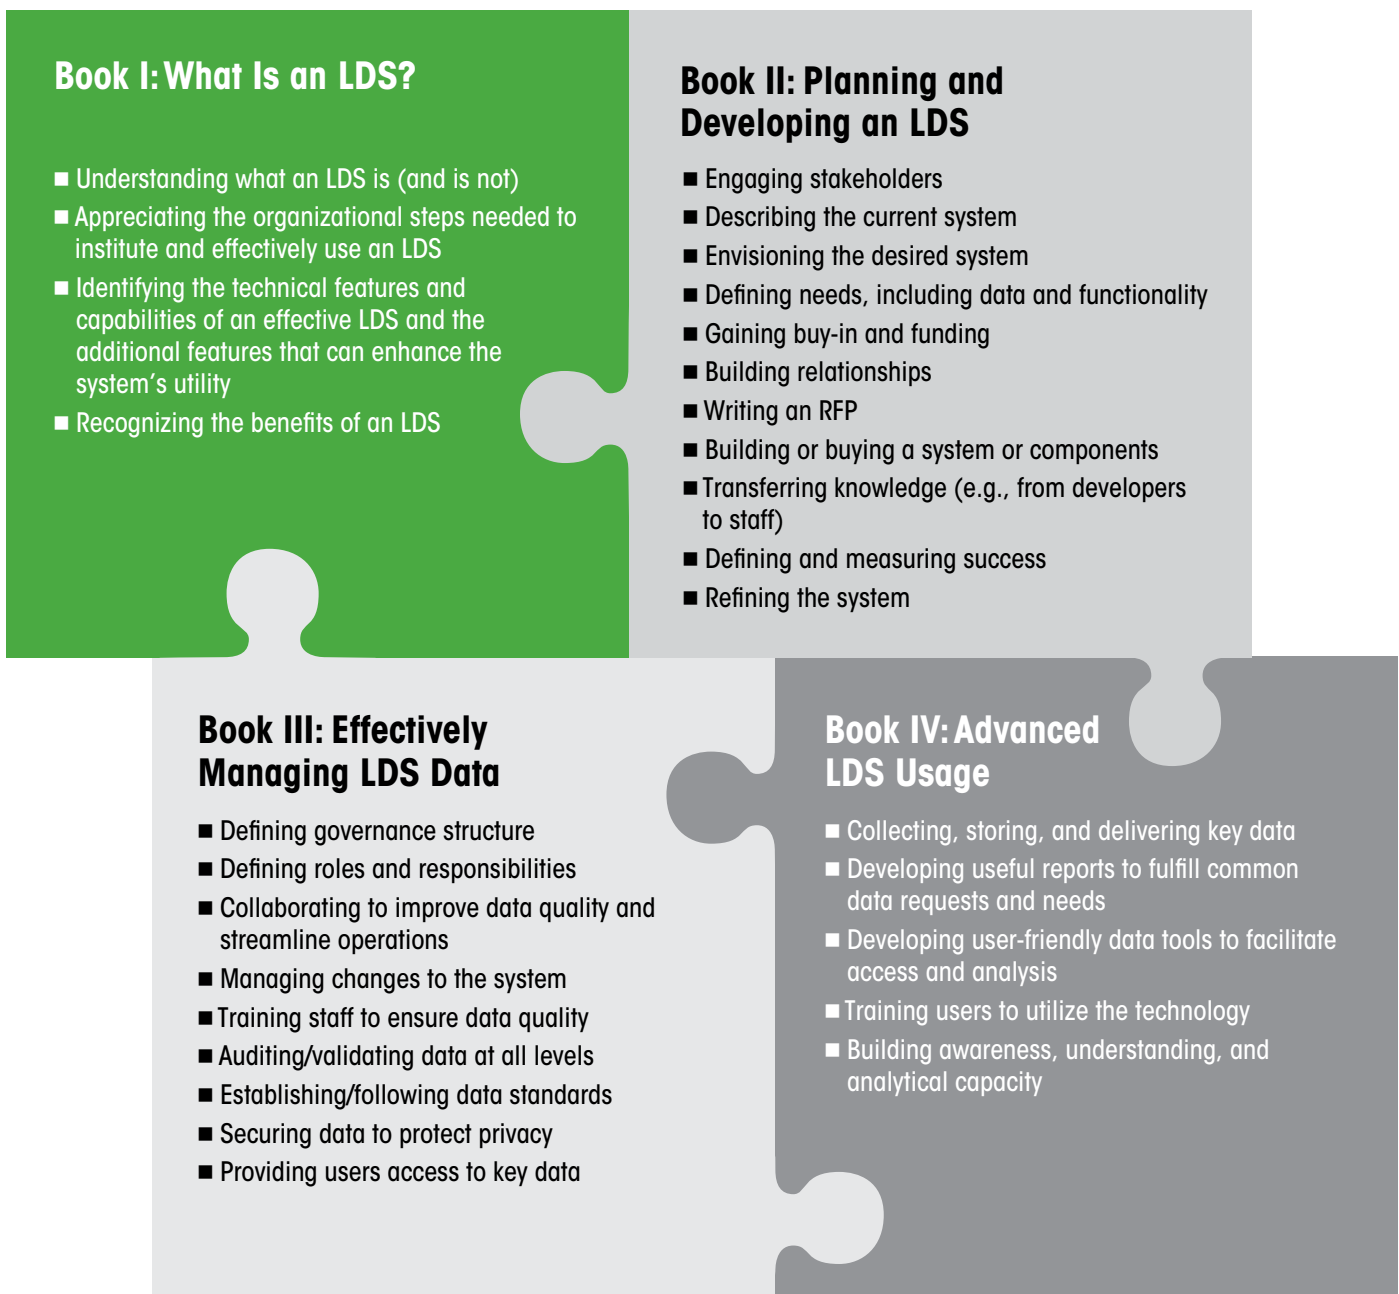 Book I: What Is an LDS?
■ Understanding what an LDS is (and is not)
■ Appreciating the organizational steps needed to
institute and effectively use an LDS
■ Identifying the technical features and
capabilities of an effective LDS and the
additional features that can enhance the
system's utility
■ Recognizing the benefits of an LDS
Book II: Planning and
Developing an LDS
■ Engaging stakeholders
■ Describing the current system
■ Envisioning the desired system
■ Defining needs, including data and functionality
■ Gaining buy-in and funding
■ Building relationships
■ Writing an RFP
■ Building or buying a system or components
■ Transferring knowledge (e.g., from developers
to staff)
■ Defining and measuring success
■ Refining the system
Book III: Effectively
Managing LDS Data
■ Defining governance structure
■ Defining roles and responsibilities
■ Collaborating to improve data quality and
streamline operations
■ Managing changes to the system
■ Training staff to ensure data quality
■ Auditing/validating data at all levels
■ Establishing/following data standards
■ Securing data to protect privacy
■ Providing users access to key data
Book IV: Advanced
LDS Usage
■ Collecting, storing, and delivering key data
■ Developing useful reports to fulfill common
data requests and needs
■ Developing user-friendly data tools to facilitate
access and analysis
■ Training users to utilize the technology
■ Building awareness, understanding, and
analytical capacity